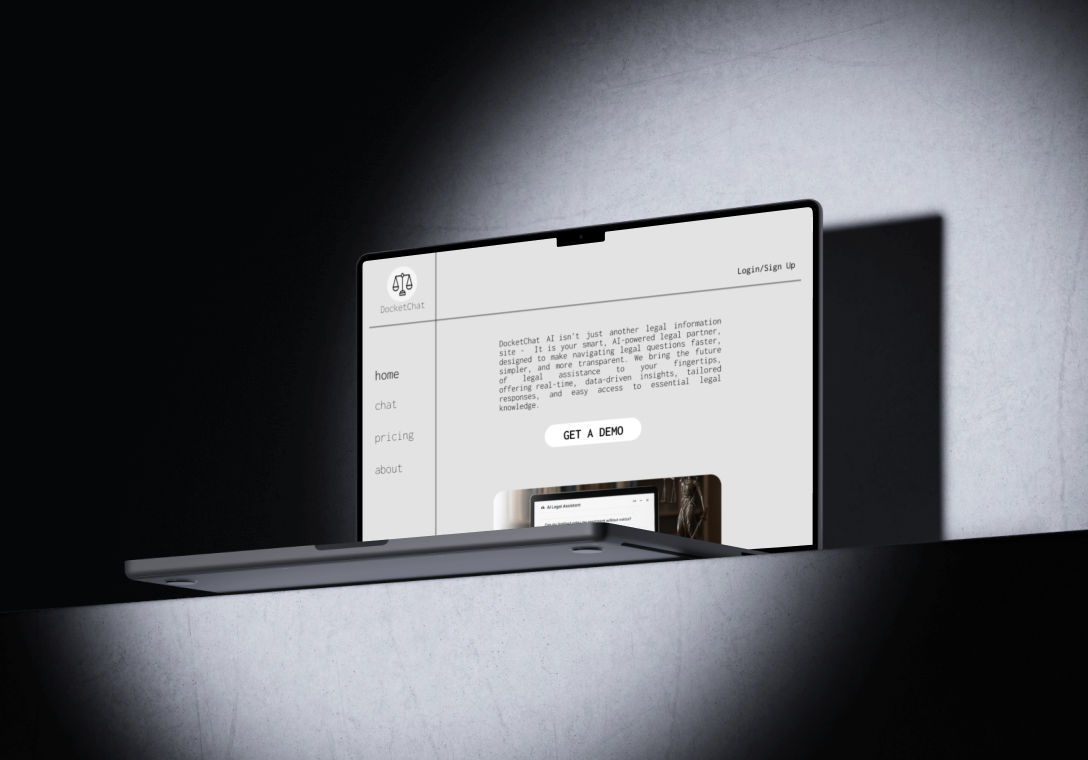 DocketChat
Login/Sign Up
home
chat
pricing
about
DocketChat AI isn't just another legal information
site - It is your smart, AI-powered legal partner,
designed to make navigating legal questions faster,
simpler, and more transparent. We bring the future
of legal assistance to your fingertips,
offering real-time, data-driven insights, tailored
responses, and easy access to essential legal
knowledge.
GET A DEMO
AI Legal Assistant